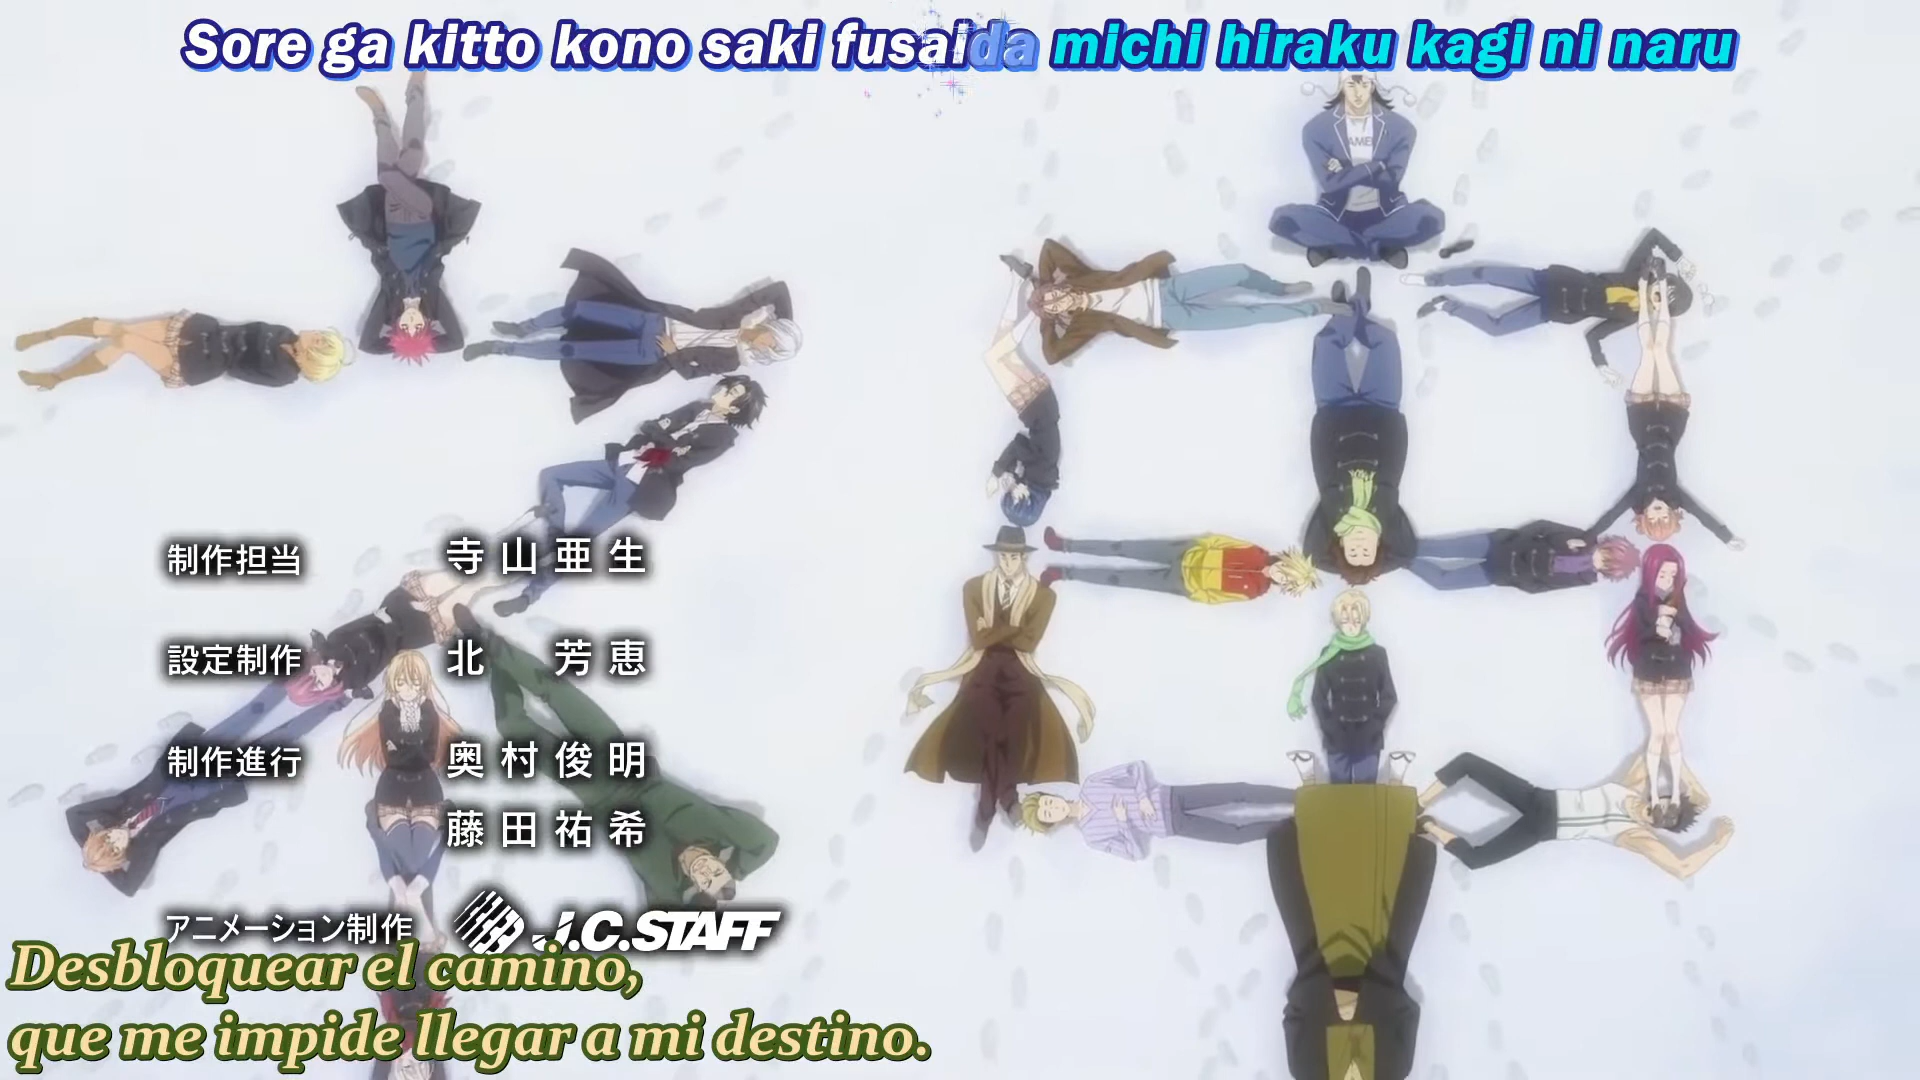 Sore ga kitto kono saki fusaida michi hiraku kagi ni naru
制作担当 寺山亜生
設定制作 北 芳恵
制作進行 奥村俊明
藤田祐希
アニメーション制作 J.C.STAFF
Desbloquear el camino,
que me impide llegar a mi destino.